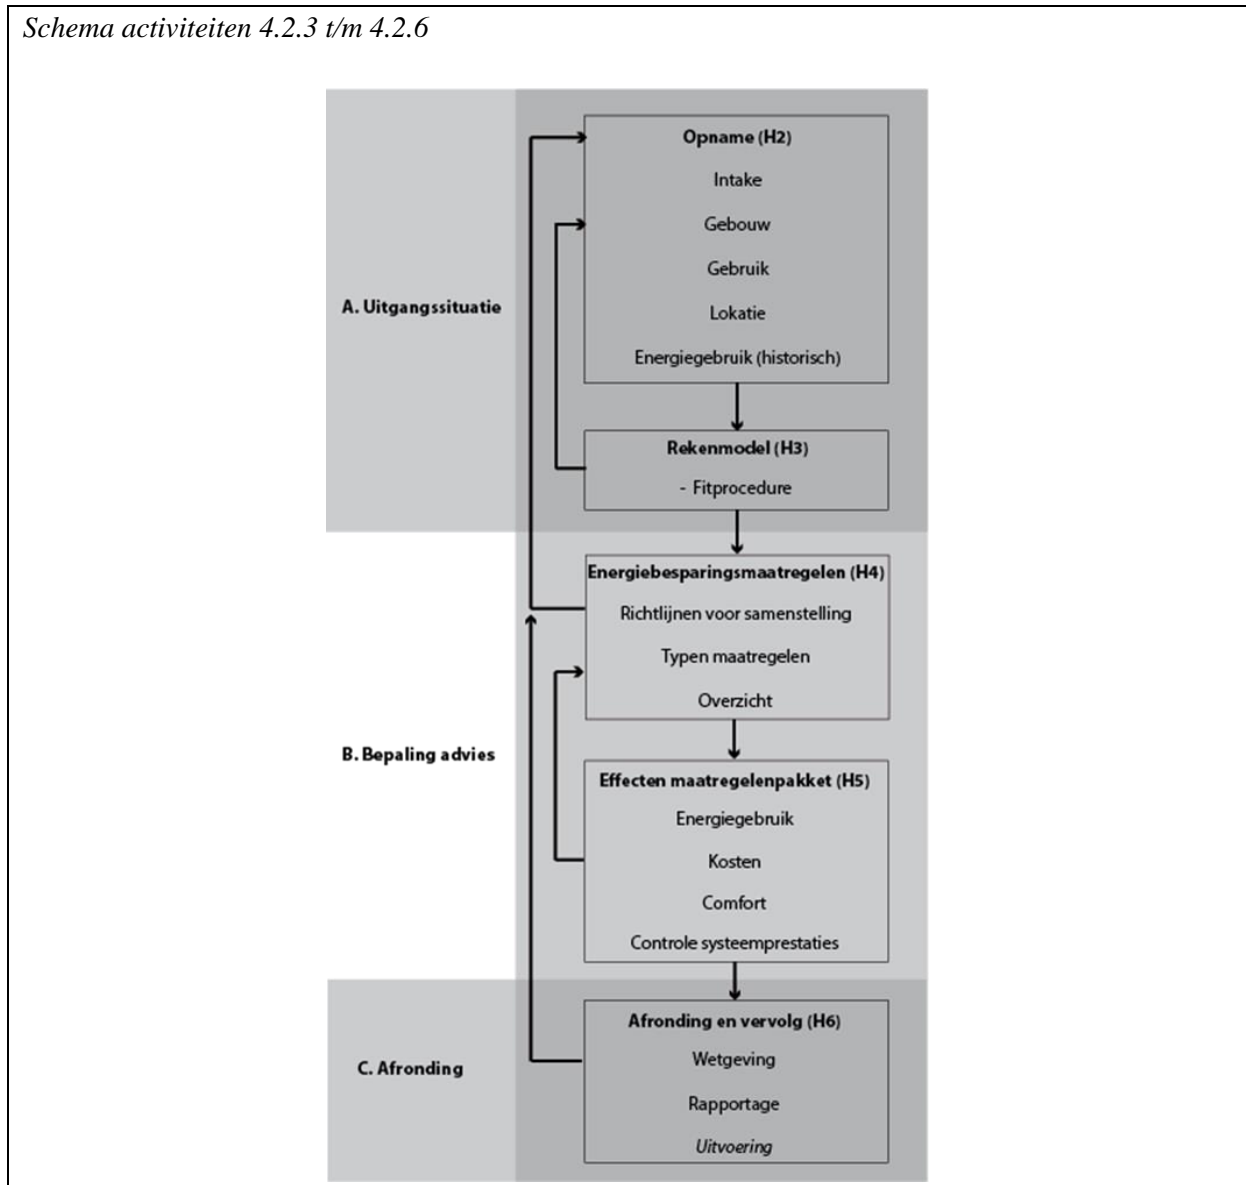 Schema activiteiten 4.2.3 t/m 4.2.6
A. Uitgangssituatie
Opname (H2)
Intake
Gebouw
Gebruik
Lokatie
Energiegebruik (historisch)
Rekenmodel (H3)
- Fitprocedure
B. Bepaling advies
Energiebesparingsmaatregelen (H4)
Richtlijnen voor samenstelling
Typen maatregelen
Overzicht
Effecten maatregelenpakket (H5)
Energiegebruik
Kosten
Comfort
Controle systeemprestaties
C. Afronding
Afronding en vervolg (H6)
Wetgeving
Rapportage
Uitvoering